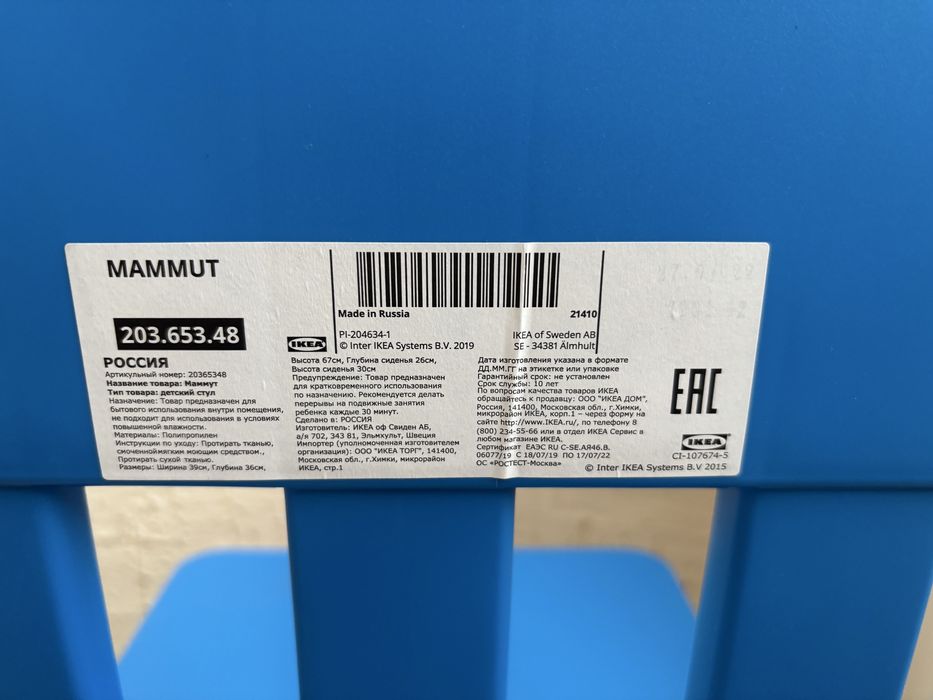 MAMMUT
203.653.48
Made in Russia
21410
PI-204634-1
© Inter IKEA Systems B.V. 2019
IKEA of Sweden AB
SE - 34381 Älmhult
IKEA
РОССИЯ
Артикульный номер: 20365348
Название товара: Маммут
Тип товара: детский стул
Назначение: Товар предназначен для
бытового использования внутри помещения,
не подходит для использования в условиях
повышенной влажности.
Материалы: Полипропилен
Инструкции по уходу: Протирать тканью,
смоченноймягким моющим средством.,
Протирать сухой тканью.
Размеры: Ширина 39см, Глубина 36см,
Высота 67см, Глубина сиденья 26см,
Высота сиденья 30см
Предупреждение: Товар предназначен
для кратковременного использования
по назначению. Рекомендуется делать
перерывы на подвижные занятия
ребенка каждые 30 минут.
Сделано в: РОССИЯ
Изготовитель: ИКЕА оф Свиден АБ,
а/я 702, 343 81, Эльмхульт, Швеция
Импортер (уполномоченная изготовителем
организация): ООО "ИКЕА ТОРГ", 141400,
Московская обл., г.Химки, микрорайон
ИКЕА, стр.1
Дата изготовления указана в формате
ДД.ММ.ГГ на этикетке или упаковке
Гарантийный срок: не установлен
Срок службы: 10 лет
По вопросам качества товаров ИКЕА
обращайтесь к продавцу: ООО "ИКЕА ДОМ",
Россия, 141400, Московская обл., г.Химки,
микрорайон ИКЕА, корп.1 – через форму на
сайте http://www.IKEA.ru/, по телефону 8
(800) 234-55-66 или в отдел ИКЕА Сервис в
любом магазине ИКЕА.
Сертификат ЕАЭС RU C-SE.АЯ46.В.
06077/19 С 18/07/19 ПО 17/07/22
ОС «РОСТЕСТ-Москва»
EAC
IKEA
CI-107674-5
© Inter IKEA Systems B.V 2015